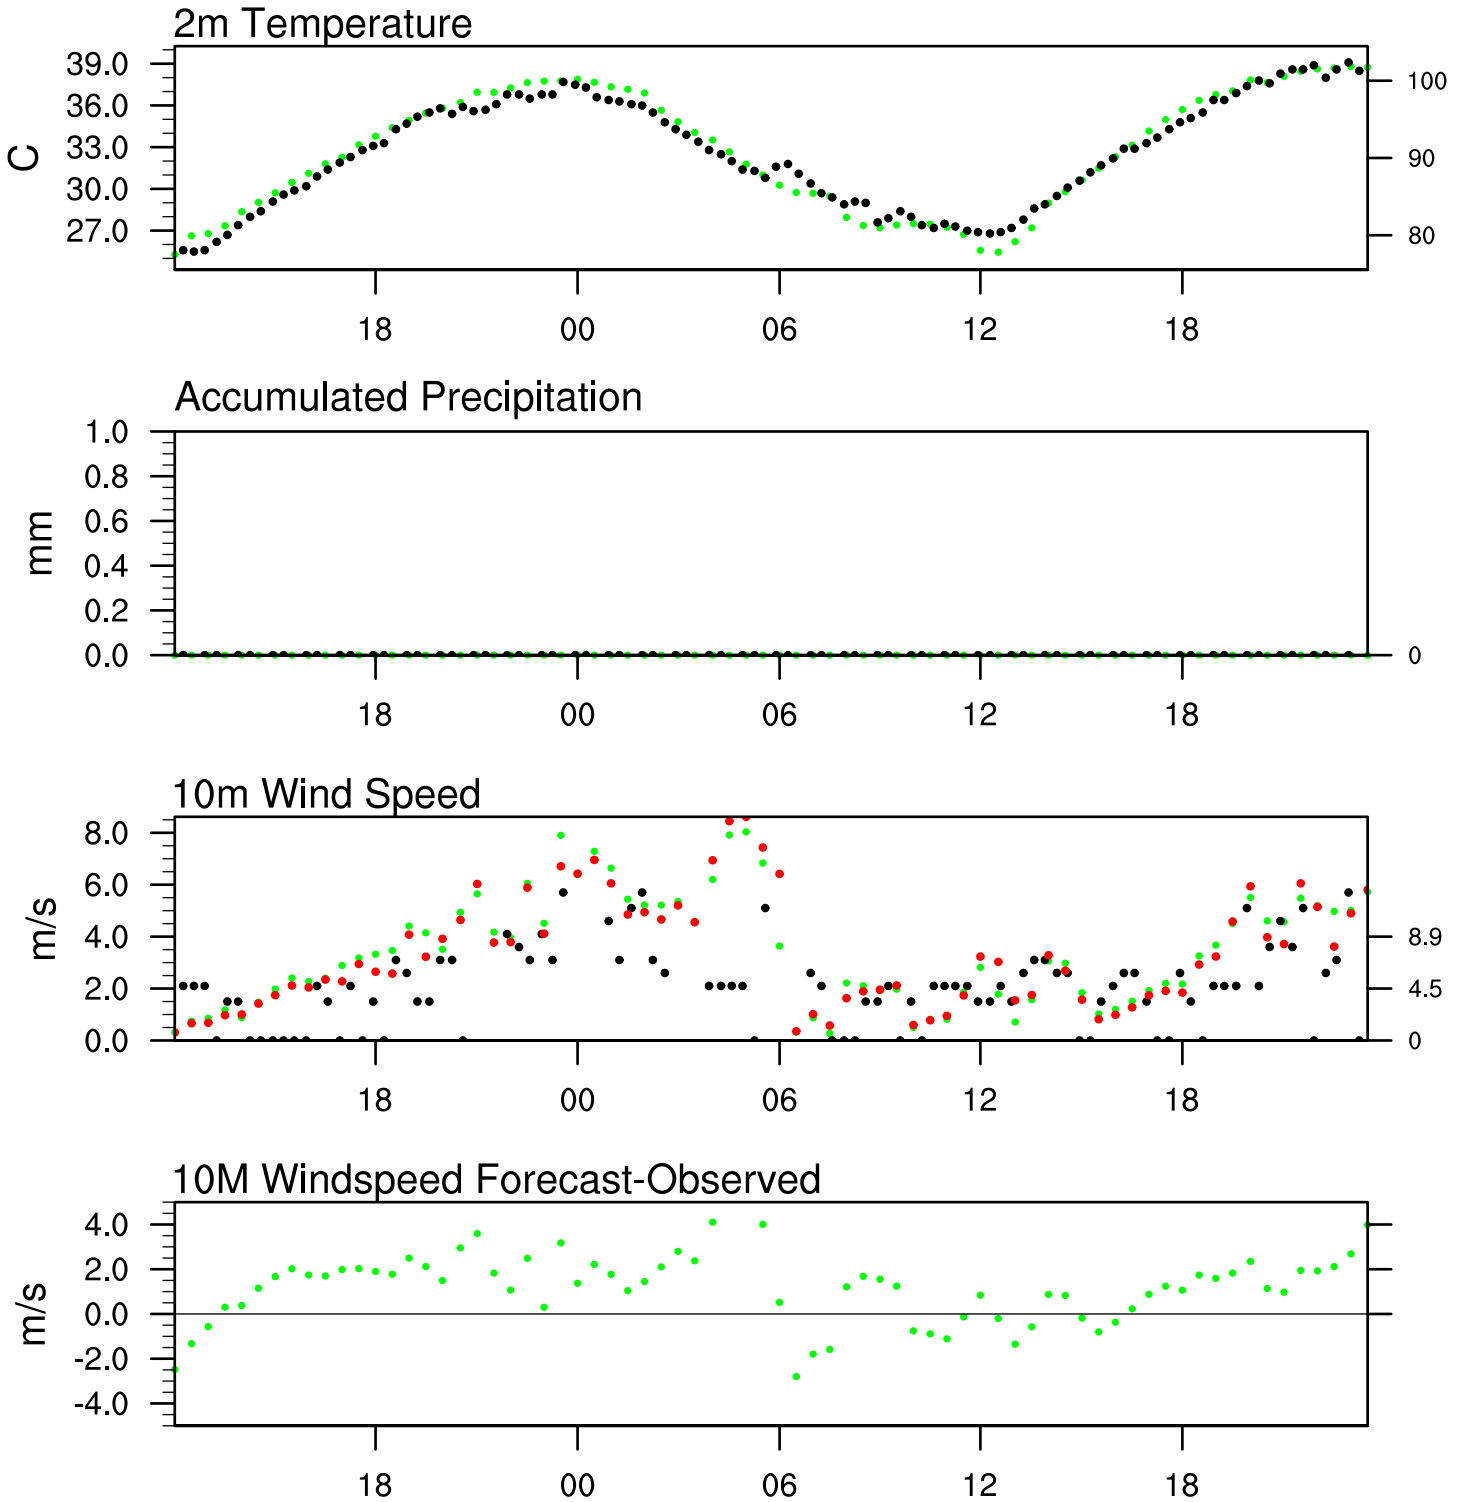 2m Temperature
39.0
36.0
33.0
30.0
27.0
C
100
90
80
18 00 06 12 18
Accumulated Precipitation
1.0
0.8
0.6
0.4
0.2
0.0
mm
0
18 00 06 12 18
10m Wind Speed
8.0
6.0
4.0
2.0
0.0
m/s
8.9
4.5
0
18 00 06 12 18
10M Windspeed Forecast-Observed
4.0
2.0
0.0
-2.0
-4.0
m/s
18 00 06 12 18